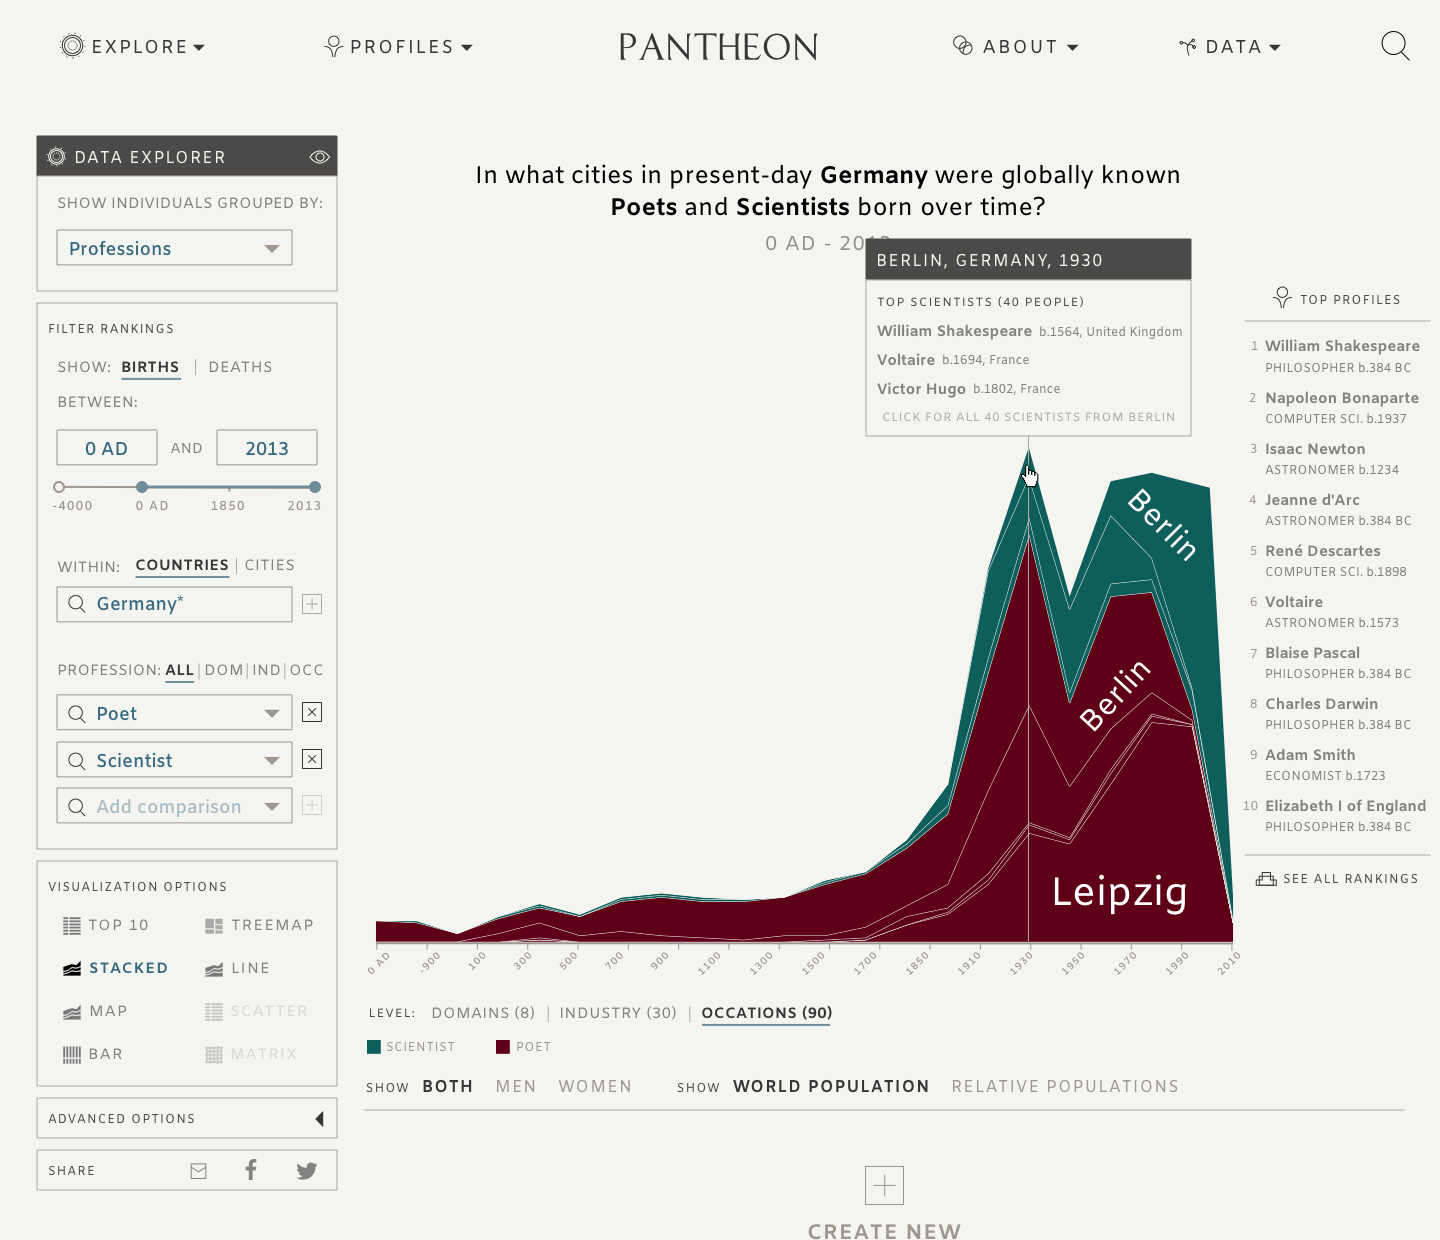 EXPLORE
PROFILES
PANTHEON
ABOUT
DATA
DATA EXPLORER
SHOW INDIVIDUALS GROUPED BY:
Professions
FILTER RANKINGS
SHOW: BIRTHS | DEATHS
BETWEEN:
0 AD AND 2013
-4000 0 AD 1850 2013
WITHIN: COUNTRIES | CITIES
Germany*
PROFESSION: ALL | DOM | IND | OCC
Poet
Scientist
Add comparison
VISUALIZATION OPTIONS
TOP 10 TREEMAP
STACKED LINE
MAP SCATTER
BAR MATRIX
ADVANCED OPTIONS
SHARE
In what cities in present-day Germany were globally known
Poets and Scientists born over time?
0 AD - 2013
BERLIN, GERMANY, 1930
TOP SCIENTISTS (40 PEOPLE)
William Shakespeare b.1564, United Kingdom
Voltaire b.1694, France
Victor Hugo b.1802, France
CLICK FOR ALL 40 SCIENTISTS FROM BERLIN
Berlin
Berlin
Leipzig
0 AD -900 100 300 500 700 900 1100 1300 1500 1700 1850 1910 1930 1950 1970 1990 2010
LEVEL: DOMAINS (8) | INDUSTRY (30) | OCCATIONS (90)
SCIENTIST POET
SHOW BOTH MEN WOMEN SHOW WORLD POPULATION RELATIVE POPULATIONS
CREATE NEW
TOP PROFILES
1 William Shakespeare
PHILOSOPHER b.384 BC
2 Napoleon Bonaparte
COMPUTER SCI. b.1937
3 Isaac Newton
ASTRONOMER b.1234
4 Jeanne d'Arc
ASTRONOMER b.384 BC
5 René Descartes
COMPUTER SCI. b.1898
6 Voltaire
ASTRONOMER b.1573
7 Blaise Pascal
PHILOSOPHER b.384 BC
8 Charles Darwin
PHILOSOPHER b.384 BC
9 Adam Smith
ECONOMIST b.1723
10 Elizabeth I of England
PHILOSOPHER b.384 BC
SEE ALL RANKINGS